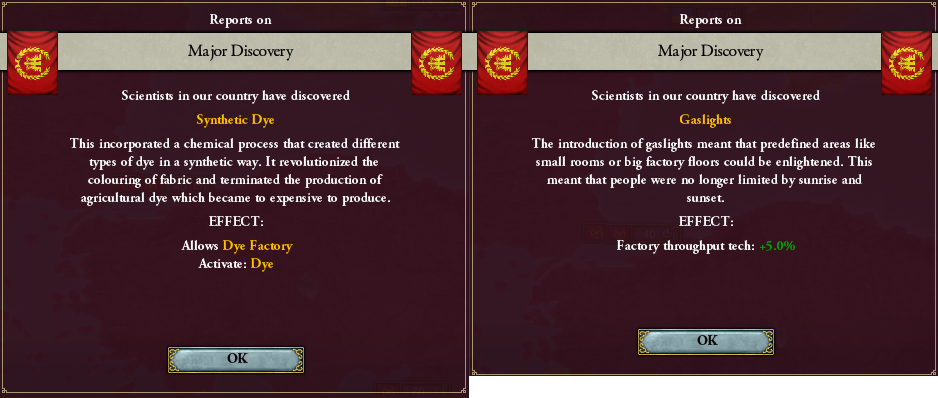 Reports on
Major Discovery
Scientists in our country have discovered
Synthetic Dye
This incorporated a chemical process that created different
types of dye in a synthetic way. It revolutionized the
colouring of fabric and terminated the production of
agricultural dye which became to expensive to produce.
EFFECT:
Allows Dye Factory
Activate: Dye
OK
Reports on
Major Discovery
Scientists in our country have discovered
Gaslights
The introduction of gaslights meant that predefined areas like
small rooms or big factory floors could be enlightened. This
meant that people were no longer limited by sunrise and
sunset.
EFFECT:
Factory throughput tech: +5.0%
OK